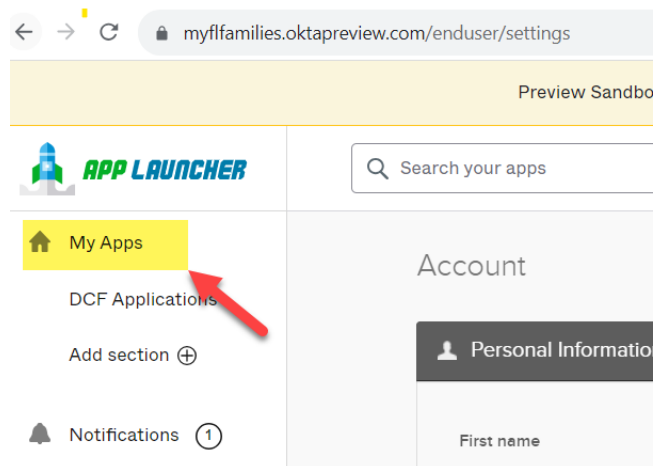 myflfamilies.oktapreview.com/enduser/settings
Preview Sandbo
APP LAUNCHER
Search your apps
My Apps
Account
DCF Applications
Personal Informatio
Add section
Notifications 1
First name